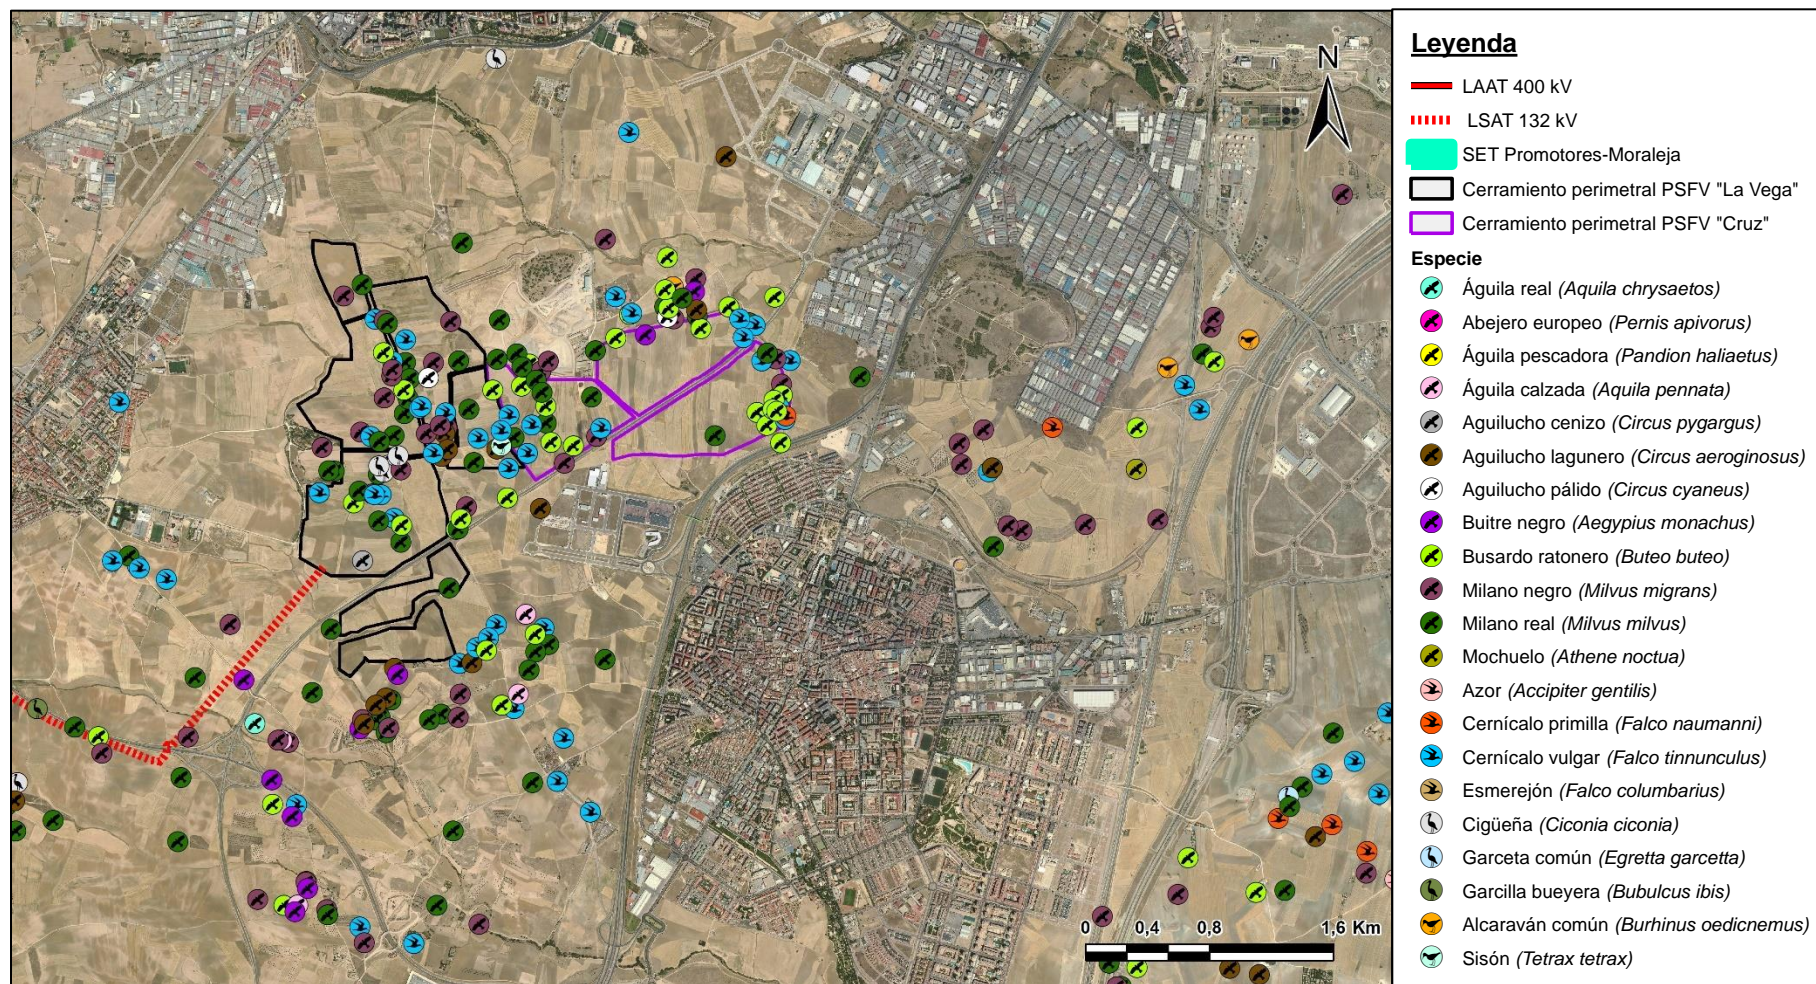 N
0 0,4 0,8 1,6 Km
Leyenda
LAAT 400 kV
LSAT 132 kV
SET Promotores-Moraleja
Cerramiento perimetral PSFV "La Vega"
Cerramiento perimetral PSFV "Cruz"
Especie
Águila real (Aquila chrysaetos)
Abejero europeo (Pernis apivorus)
Águila pescadora (Pandion haliaetus)
Águila calzada (Aquila pennata)
Aguilucho cenizo (Circus pygargus)
Aguilucho lagunero (Circus aeroginosus)
Aguilucho pálido (Circus cyaneus)
Buitre negro (Aegypius monachus)
Busardo ratonero (Buteo buteo)
Milano negro (Milvus migrans)
Milano real (Milvus milvus)
Mochuelo (Athene noctua)
Azor (Accipiter gentilis)
Cernícalo primilla (Falco naumanni)
Cernícalo vulgar (Falco tinnunculus)
Esmerejón (Falco columbarius)
Cigüeña (Ciconia ciconia)
Garceta común (Egretta garcetta)
Garcilla bueyera (Bubulcus ibis)
Alcaraván común (Burhinus oedicnemus)
Sisón (Tetrax tetrax)